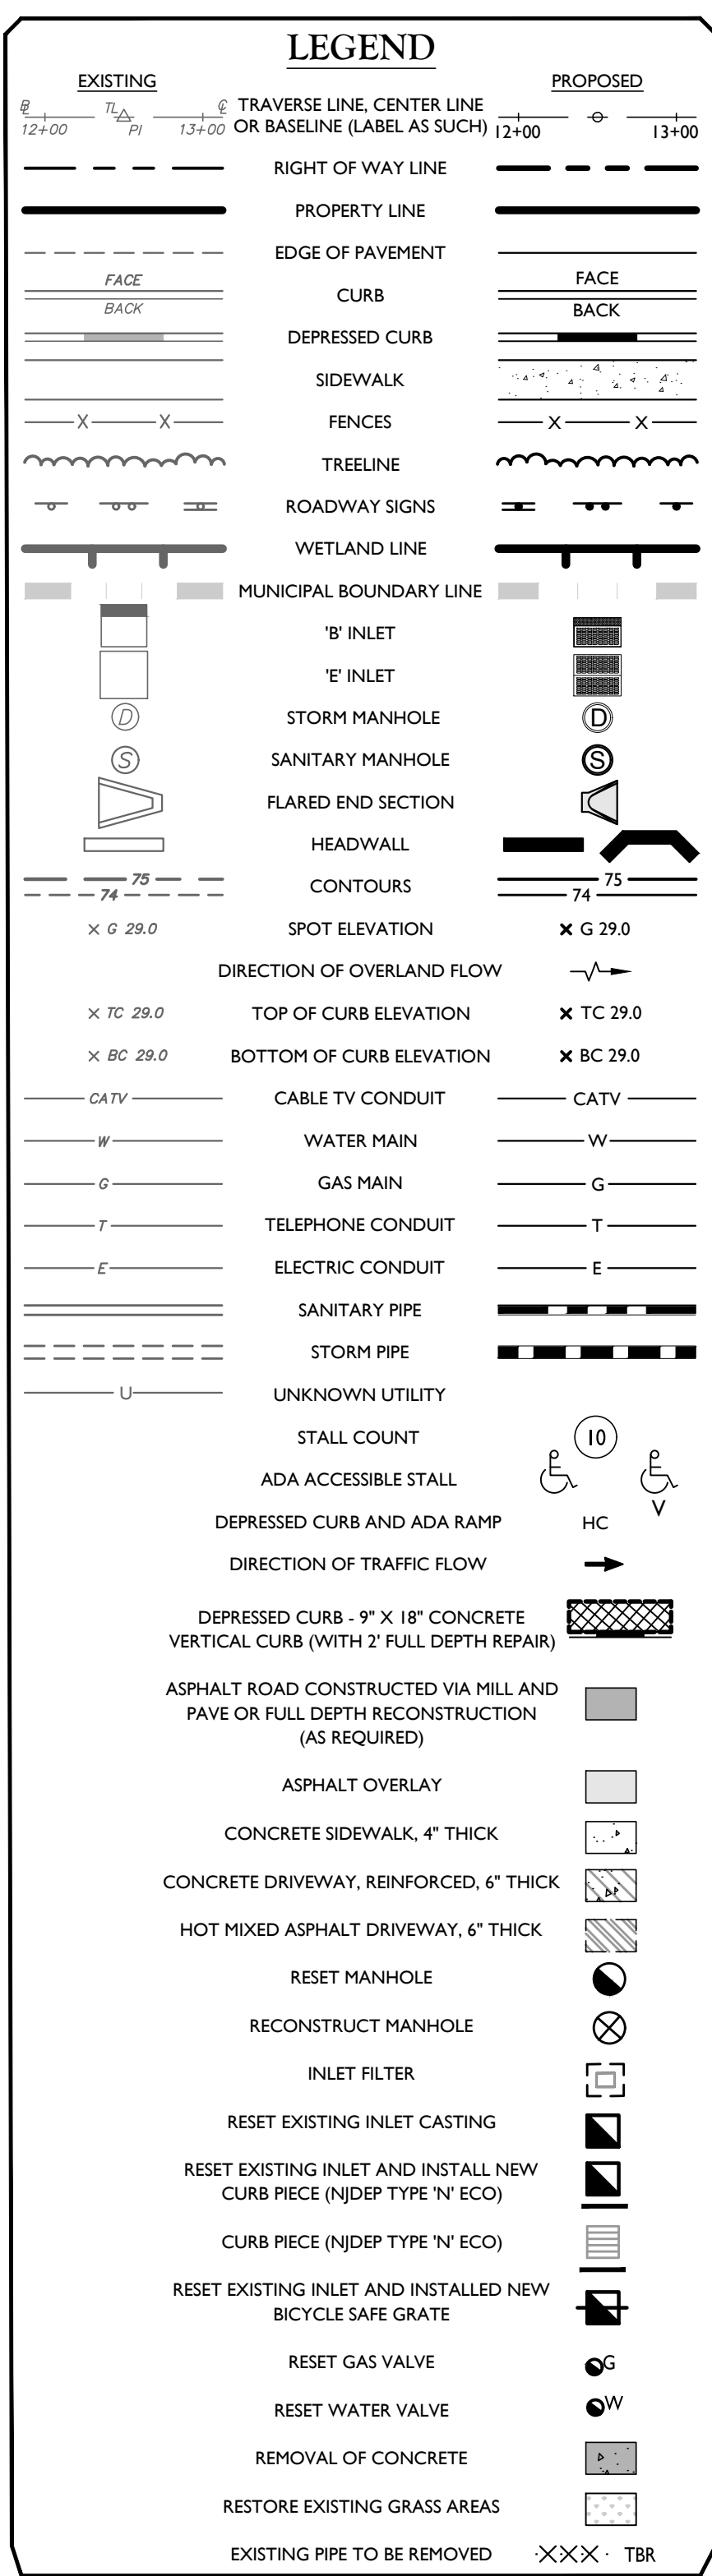 LEGEND
EXISTING PROPOSED
BL TL CL TRAVERSE LINE, CENTER LINE
12+00 PI 13+00 OR BASELINE (LABEL AS SUCH) 12+00 13+00
RIGHT OF WAY LINE
PROPERTY LINE
EDGE OF PAVEMENT
FACE FACE
CURB
BACK BACK
DEPRESSED CURB
SIDEWALK
X X FENCES X X
TREELINE
ROADWAY SIGNS
WETLAND LINE
MUNICIPAL BOUNDARY LINE
'B' INLET
'E' INLET
D STORM MANHOLE D
S SANITARY MANHOLE S
FLARED END SECTION
HEADWALL
75 75
CONTOURS
74 74
× G 29.0 SPOT ELEVATION × G 29.0
DIRECTION OF OVERLAND FLOW
× TC 29.0 TOP OF CURB ELEVATION × TC 29.0
× BC 29.0 BOTTOM OF CURB ELEVATION × BC 29.0
CATV CABLE TV CONDUIT CATV
W WATER MAIN W
G GAS MAIN G
T TELEPHONE CONDUIT T
E ELECTRIC CONDUIT E
SANITARY PIPE
STORM PIPE
U UNKNOWN UTILITY
STALL COUNT 10
ADA ACCESSIBLE STALL
V
DEPRESSED CURB AND ADA RAMP HC
DIRECTION OF TRAFFIC FLOW
DEPRESSED CURB - 9" X 18" CONCRETE
VERTICAL CURB (WITH 2' FULL DEPTH REPAIR)
ASPHALT ROAD CONSTRUCTED VIA MILL AND
PAVE OR FULL DEPTH RECONSTRUCTION
(AS REQUIRED)
ASPHALT OVERLAY
CONCRETE SIDEWALK, 4" THICK
CONCRETE DRIVEWAY, REINFORCED, 6" THICK
HOT MIXED ASPHALT DRIVEWAY, 6" THICK
RESET MANHOLE
RECONSTRUCT MANHOLE
INLET FILTER
RESET EXISTING INLET CASTING
RESET EXISTING INLET AND INSTALL NEW
CURB PIECE (NJDEP TYPE 'N' ECO)
CURB PIECE (NJDEP TYPE 'N' ECO)
RESET EXISTING INLET AND INSTALLED NEW
BICYCLE SAFE GRATE
RESET GAS VALVE G
RESET WATER VALVE W
REMOVAL OF CONCRETE
RESTORE EXISTING GRASS AREAS
EXISTING PIPE TO BE REMOVED ·XXX· TBR